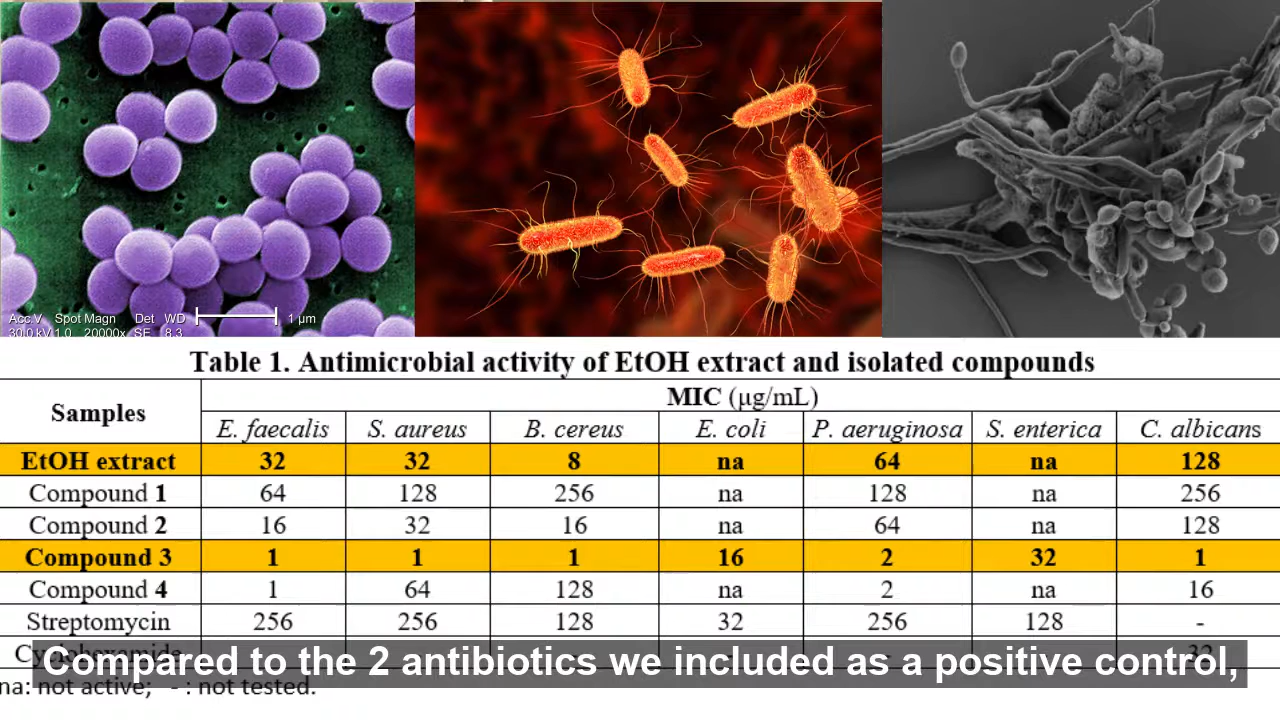 Acc.V Spot Magn Det WD 1 µm
30.0 kV 1.0 20000x SE 8.3
Table 1. Antimicrobial activity of EtOH extract and isolated compounds
Samples MIC (µg/mL)
E. faecalis S. aureus B. cereus E. coli P. aeruginosa S. enterica C. albicans
EtOH extract 32 32 8 na 64 na 128
Compound 1 64 128 256 na 128 na 256
Compound 2 16 32 16 na 64 na 128
Compound 3 1 1 1 16 2 32 1
Compound 4 1 64 128 na 2 na 16
Streptomycin 256 256 128 32 256 128 -
Compared to the 2 antibiotics we included as a positive control,
na: not active; - : not tested.